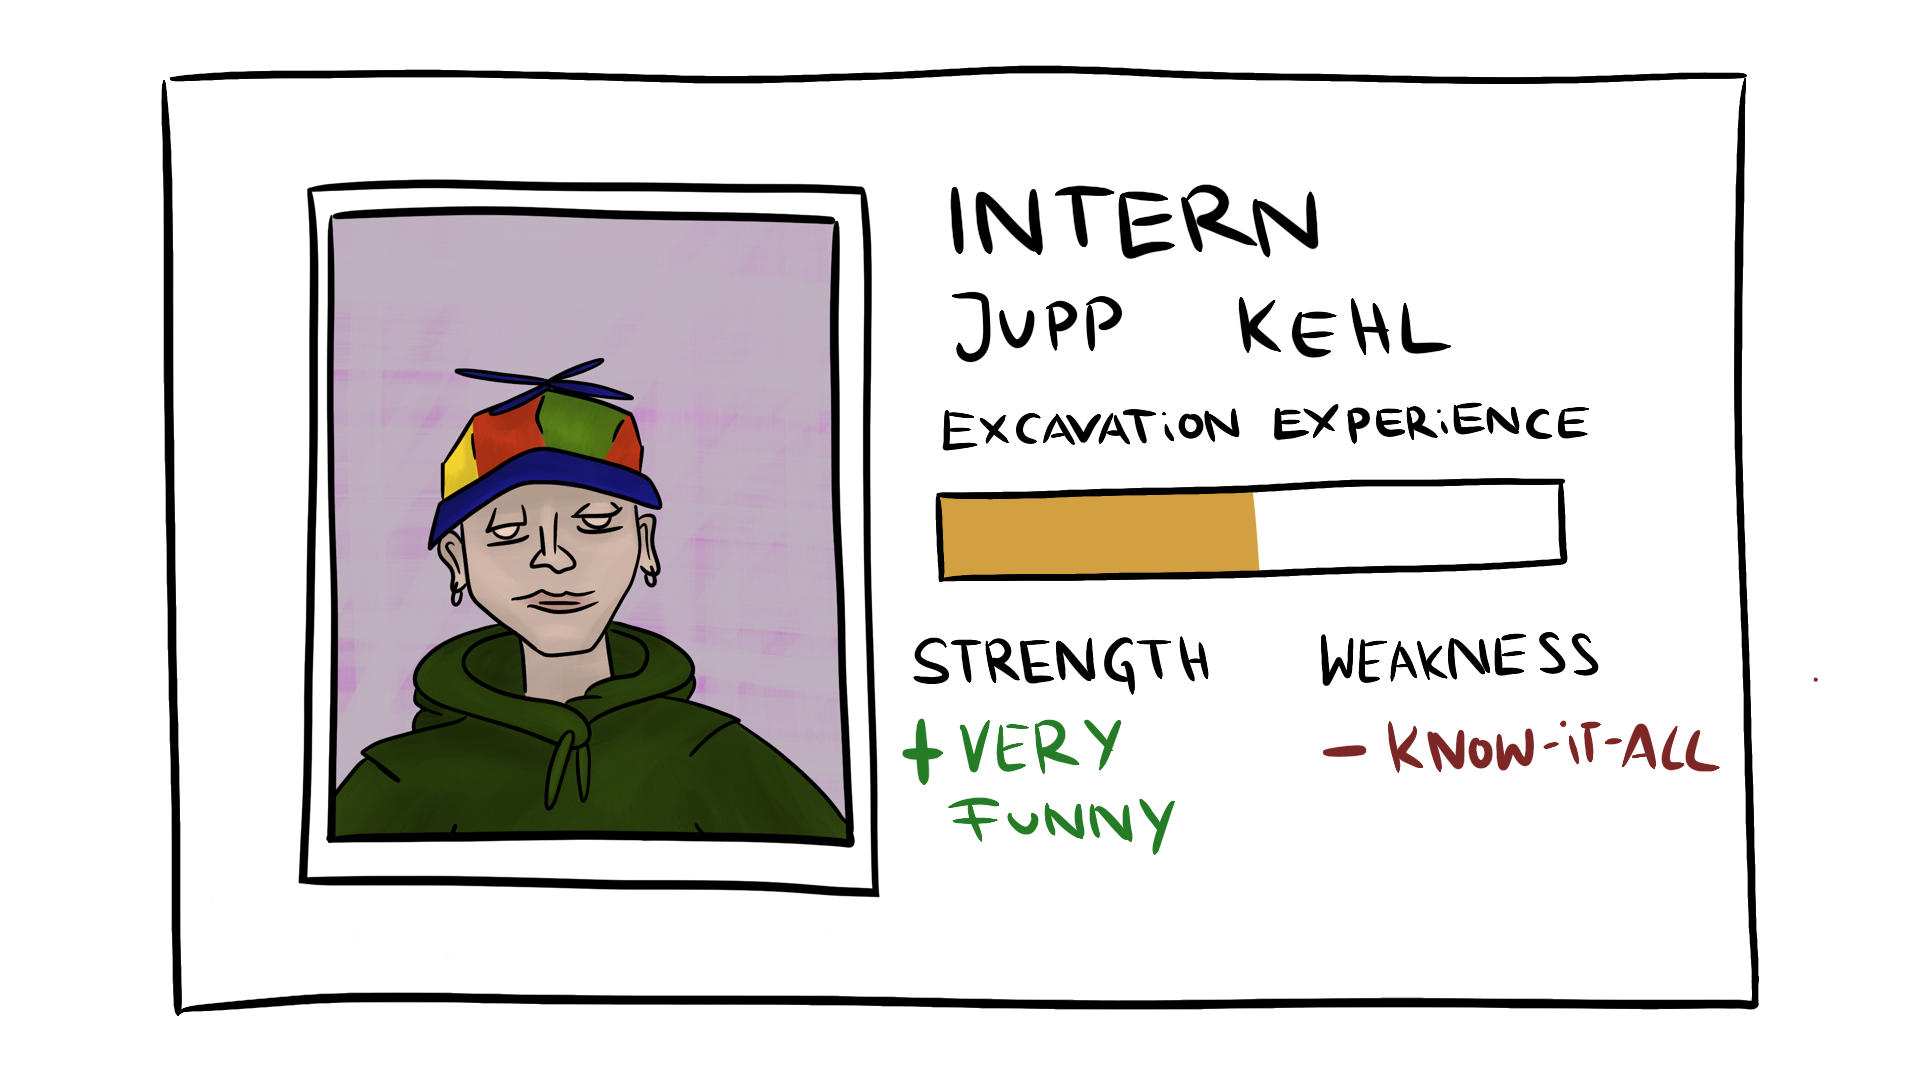 INTERN
JUPP KEHL
EXCAVATiON EXPERiENCE
STRENGTH WEAKNESS
+ VERY - KNOW-iT-ALL
FUNNY